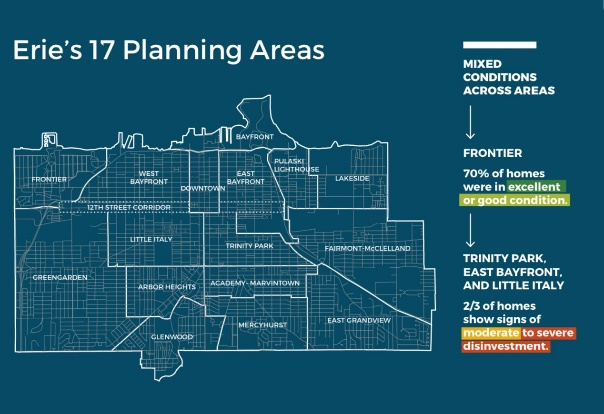 Erie's 17 Planning Areas
MIXED
CONDITIONS
ACROSS AREAS
FRONTIER
70% of homes
were in excellent
or good condition.
TRINITY PARK,
EAST BAYFRONT,
AND LITTLE ITALY
2/3 of homes
show signs of
moderate to severe
disinvestment.
BAYFRONT
FRONTIER
WEST
BAYFRONT
DOWNTOWN
EAST
BAYFRONT
PULASKI
LIGHTHOUSE
LAKESIDE
12TH STREET CORRIDOR
LITTLE ITALY
TRINITY PARK
FAIRMONT-McCLELLAND
GREENGARDEN
ARBOR HEIGHTS
ACADEMY- MARVINTOWN
GLENWOOD
MERCYHURST
EAST GRANDVIEW